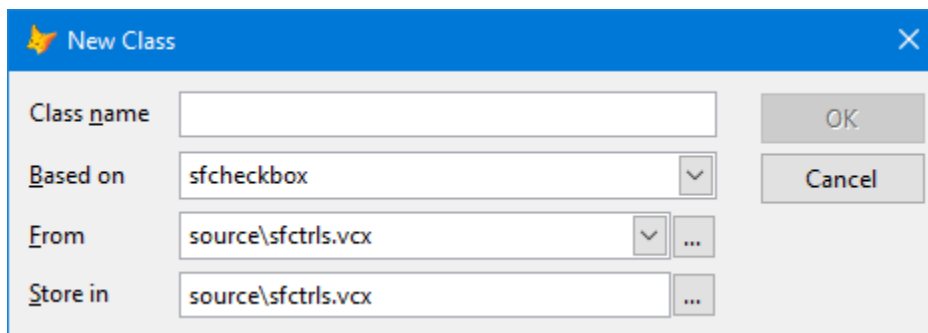 New Class
Class name
OK
Based on sfcheckbox
Cancel
From source\sfctrls.vcx ...
Store in source\sfctrls.vcx ...